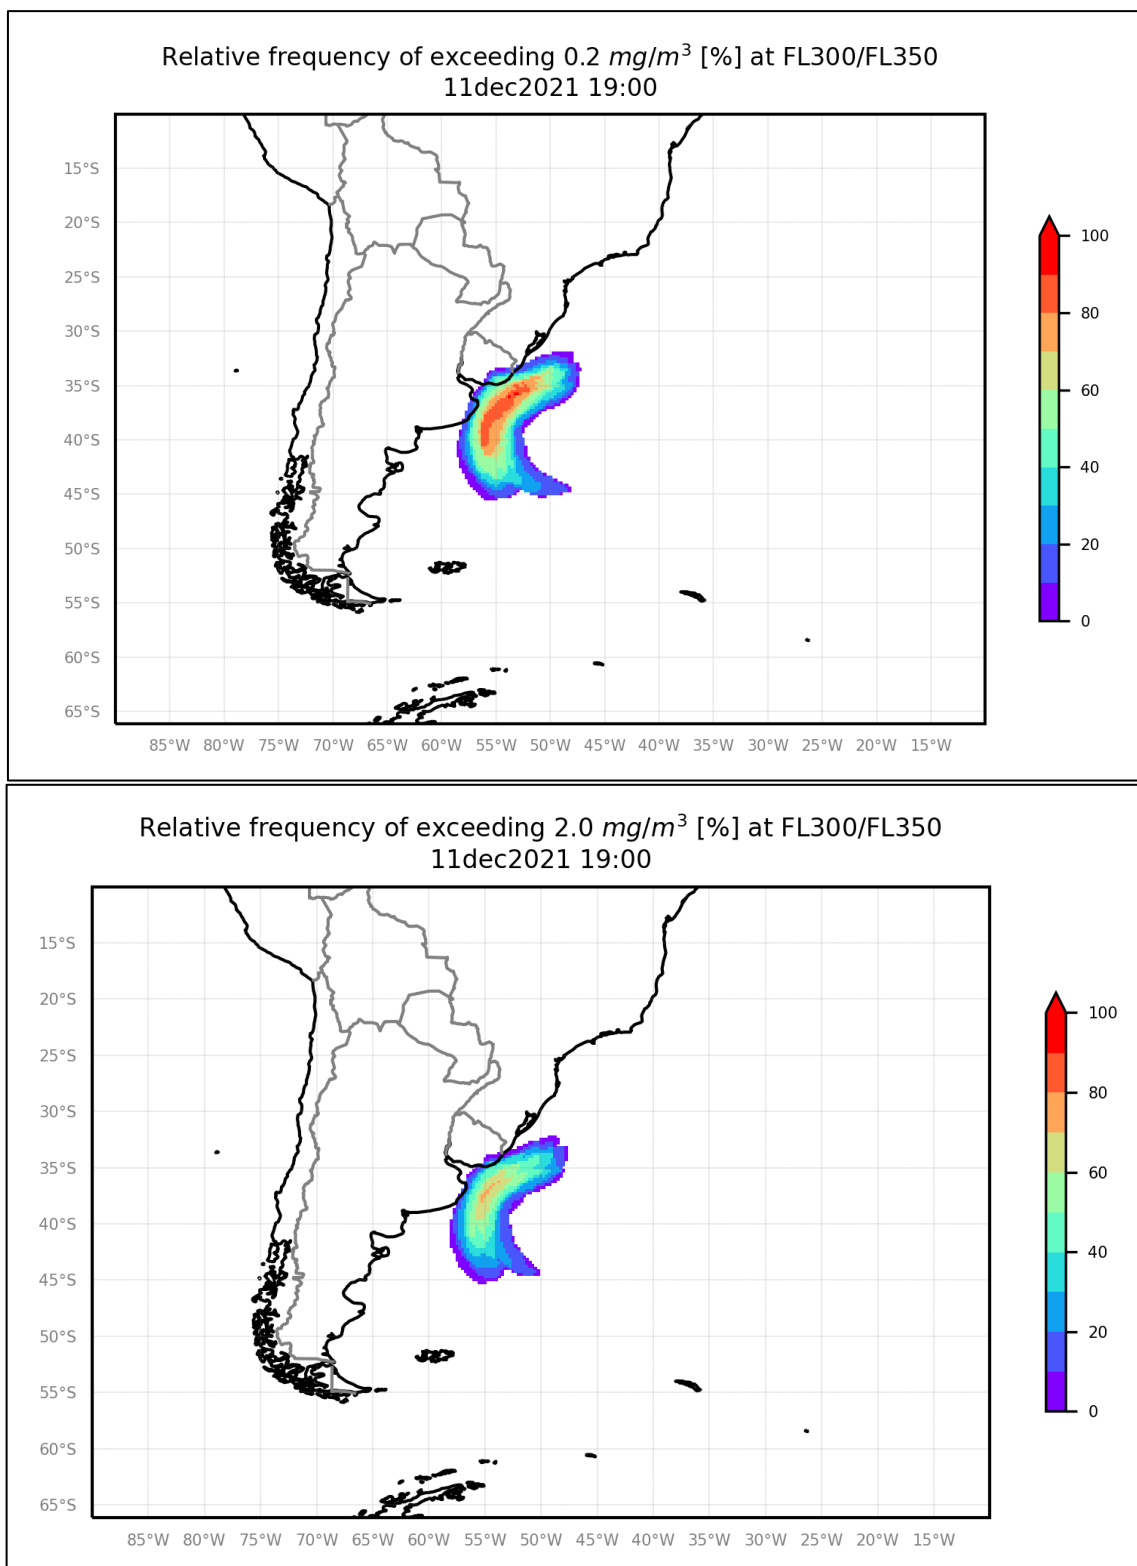 Relative frequency of exceeding 0.2 mg/m³ [%] at FL300/FL350
11dec2021 19:00
15°S
20°S
25°S
30°S
35°S
40°S
45°S
50°S
55°S
60°S
65°S
85°W 80°W 75°W 70°W 65°W 60°W 55°W 50°W 45°W 40°W 35°W 30°W 25°W 20°W 15°W
100
80
60
40
20
0
Relative frequency of exceeding 2.0 mg/m³ [%] at FL300/FL350
11dec2021 19:00
15°S
20°S
25°S
30°S
35°S
40°S
45°S
50°S
55°S
60°S
65°S
85°W 80°W 75°W 70°W 65°W 60°W 55°W 50°W 45°W 40°W 35°W 30°W 25°W 20°W 15°W
100
80
60
40
20
0